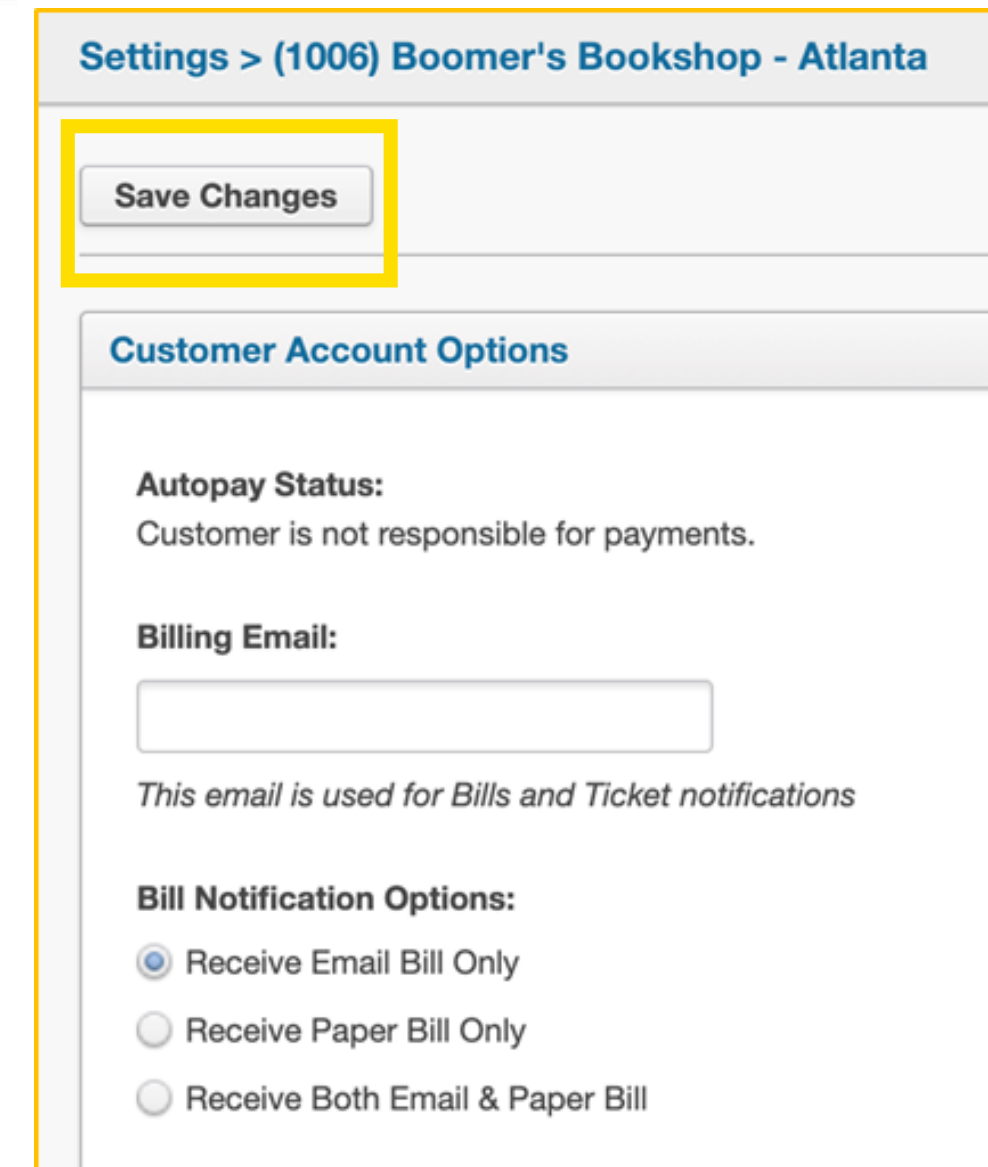 Settings > (1006) Boomer's Bookshop - Atlanta
Save Changes
Customer Account Options
Autopay Status:
Customer is not responsible for payments.
Billing Email:
This email is used for Bills and Ticket notifications
Bill Notification Options:
Receive Email Bill Only
Receive Paper Bill Only
Receive Both Email & Paper Bill